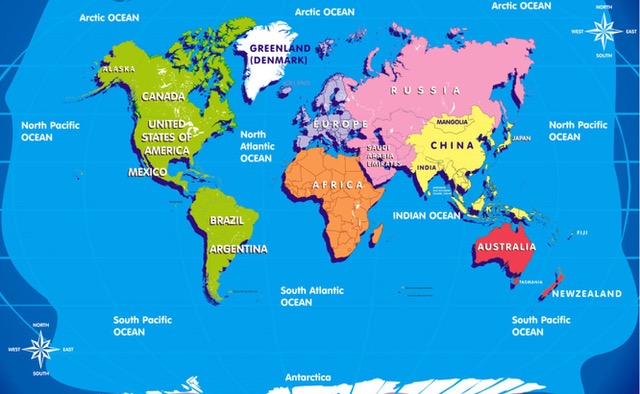 Arctic OCEAN
Arctic OCEAN
Arctic OCEAN
NORTH
WEST
EAST
SOUTH
GREENLAND
(DENMARK)
ALASKA
ICELAND
RUSSIA
CANADA
North Pacific
OCEAN
UNITED
STATES OF
AMERICA
North
Atlantic
OCEAN
EUROPE
MANGOLIA
North Pacific
OCEAN
JAPAN
CHINA
SAUDI
ARABIA
EMIRATES
MEXICO
INDIA
AFRICA
INDIAN OCEAN
BRAZIL
FIJI
ARGENTINA
AUSTRALIA
TASMANIA
South Atlantic
OCEAN
NEWZEALAND
South Pacific
OCEAN
South Pacific
OCEAN
NORTH
WEST
EAST
SOUTH
Antarctica